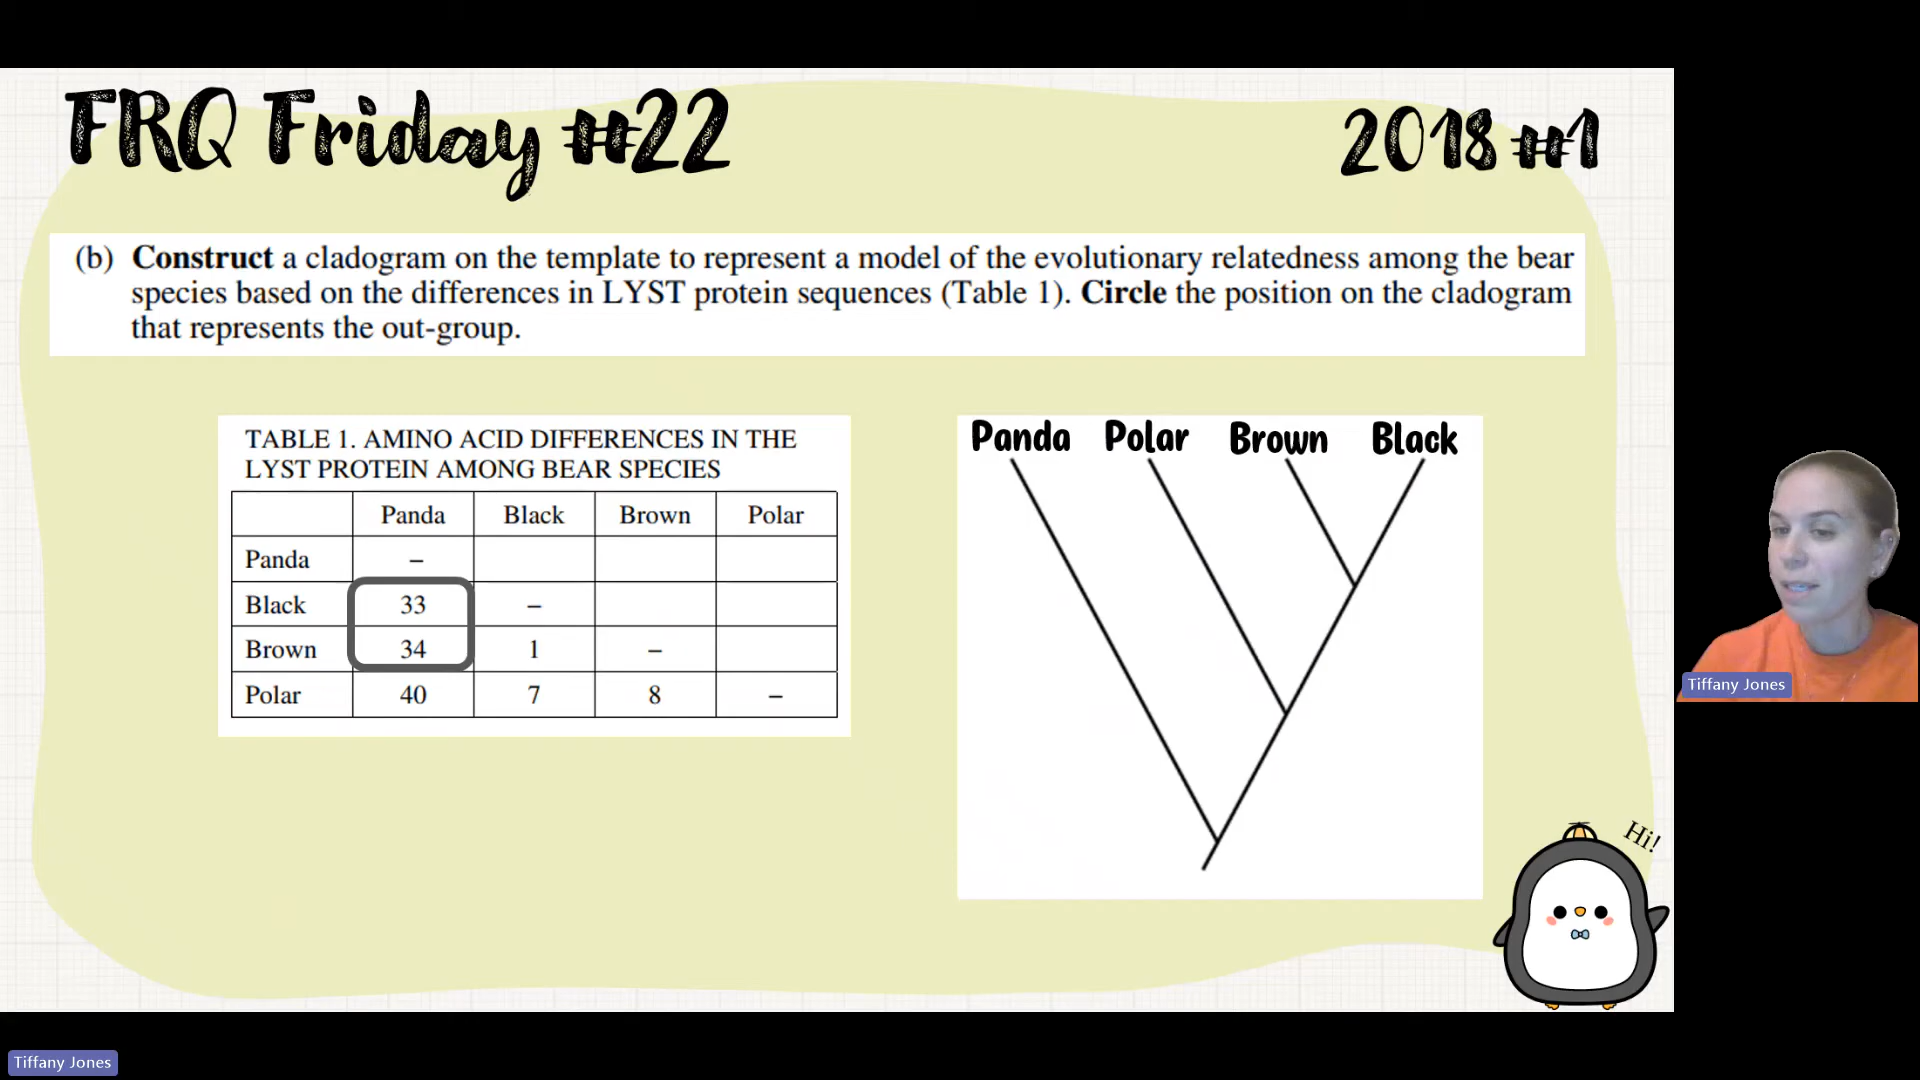 FRQ Friday #22
2018 #1
(b) Construct a cladogram on the template to represent a model of the evolutionary relatedness among the bear
species based on the differences in LYST protein sequences (Table 1). Circle the position on the cladogram
that represents the out-group.
TABLE 1. AMINO ACID DIFFERENCES IN THE
LYST PROTEIN AMONG BEAR SPECIES
Panda Black Brown Polar
Panda –
Black 33 –
Brown 34 1 –
Polar 40 7 8 –
Panda Polar Brown Black
Hi!
Tiffany Jones
Tiffany Jones